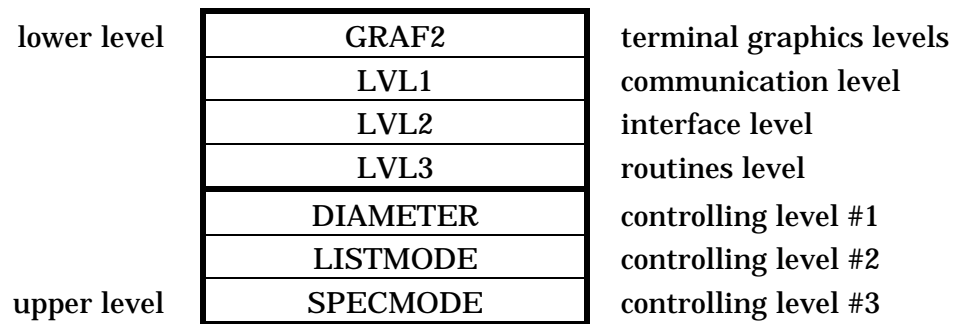 lower level GRAF2 terminal graphics levels
LVL1 communication level
LVL2 interface level
LVL3 routines level
DIAMETER controlling level #1
LISTMODE controlling level #2
upper level SPECMODE controlling level #3